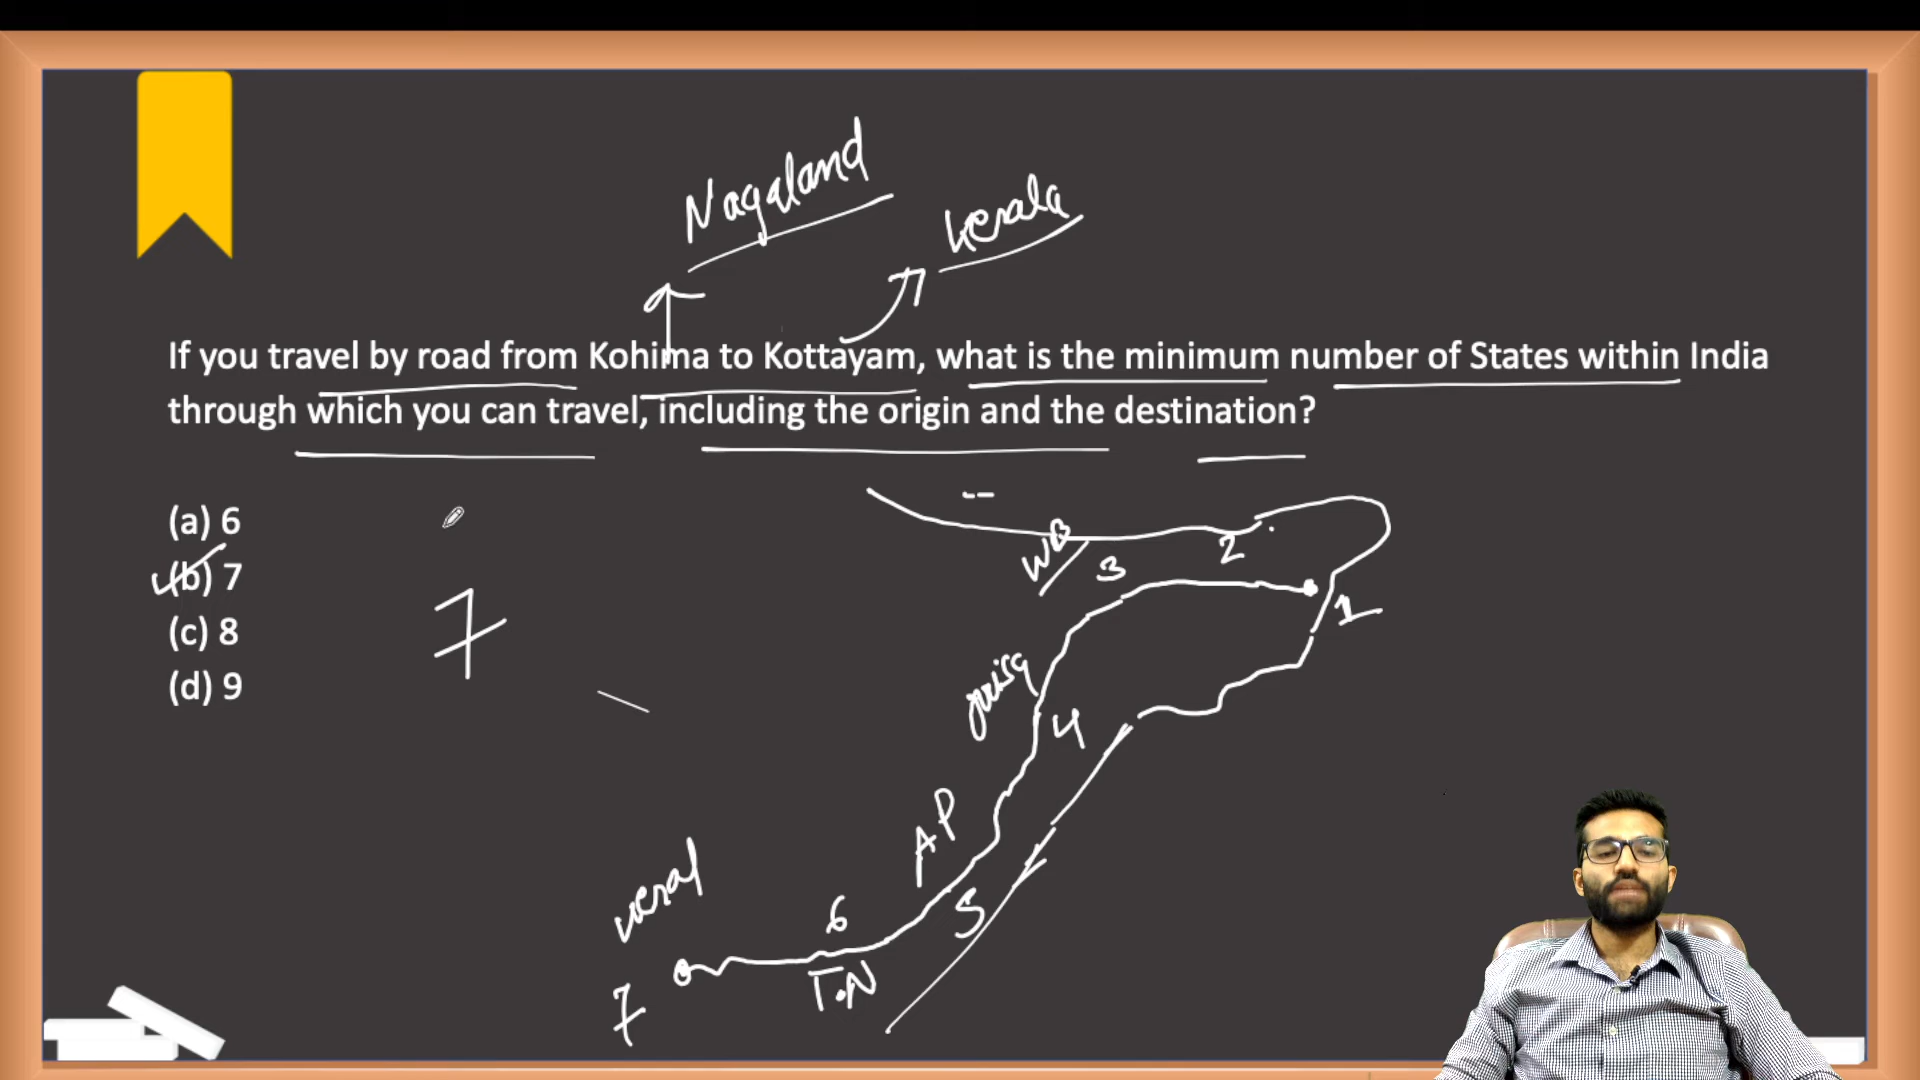 Nagaland
Kerala
If you travel by road from Kohima to Kottayam, what is the minimum number of States within India
through which you can travel, including the origin and the destination?
(a) 6
(b) 7
(c) 8
(d) 9
7
WB
3
2
1
4
AP
5
6
T.N
7